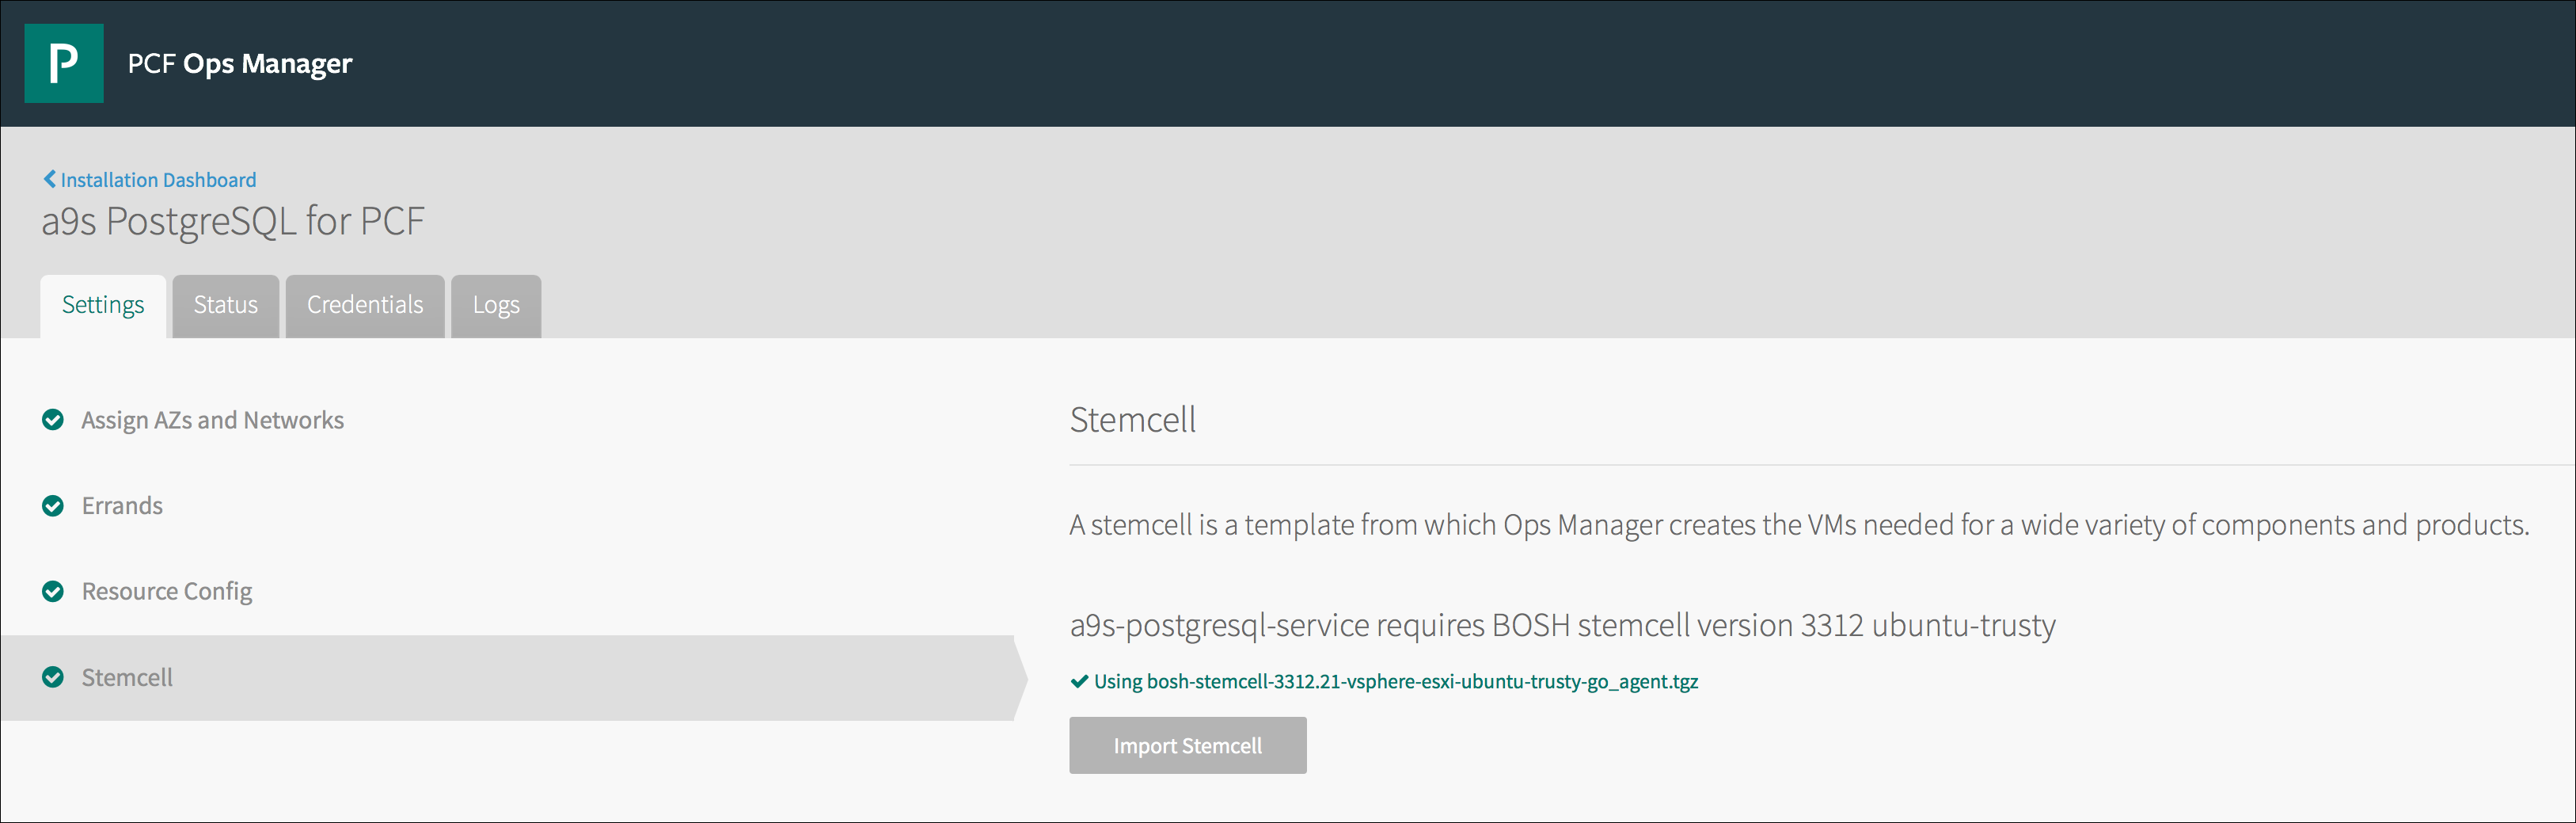 P
PCF Ops Manager
Installation Dashboard
a9s PostgreSQL for PCF
Settings
Status
Credentials
Logs
Assign AZs and Networks
Errands
Resource Config
Stemcell
Stemcell
A stemcell is a template from which Ops Manager creates the VMs needed for a wide variety of components and products.
a9s-postgresql-service requires BOSH stemcell version 3312 ubuntu-trusty
Using bosh-stemcell-3312.21-vsphere-esxi-ubuntu-trusty-go_agent.tgz
Import Stemcell